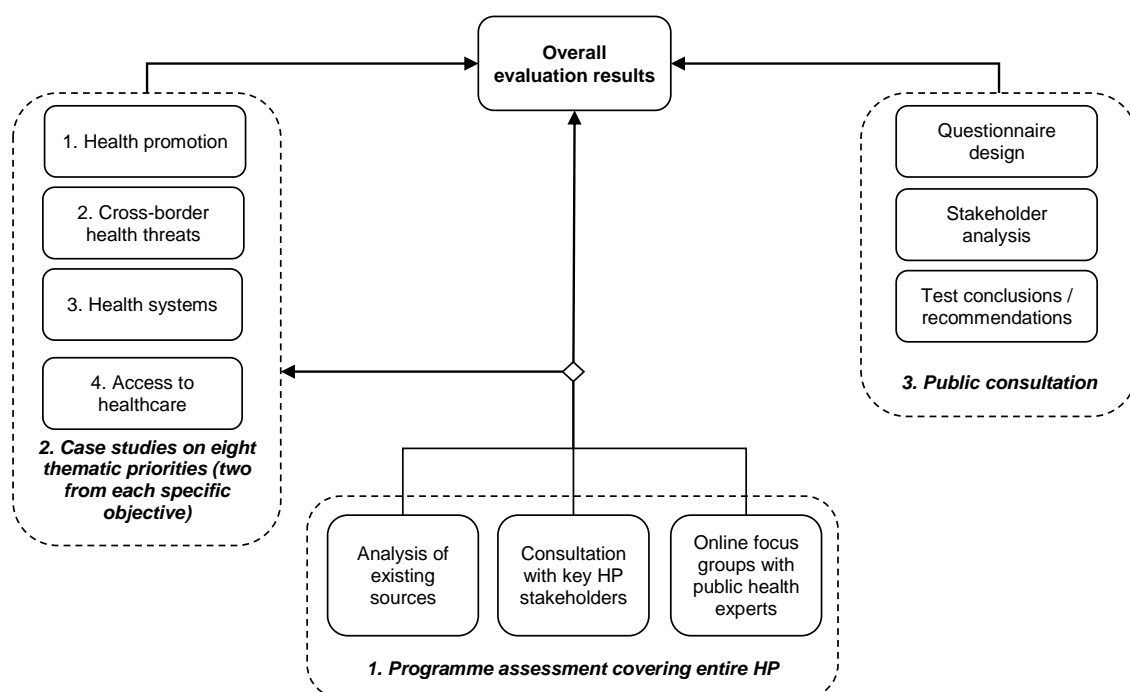 Overall
evaluation results
1. Health promotion
2. Cross-border
health threats
3. Health systems
4. Access to
healthcare
2. Case studies on eight
thematic priorities (two
from each specific
objective)
Questionnaire
design
Stakeholder
analysis
Test conclusions /
recommendations
3. Public consultation
Analysis of
existing
sources
Consultation
with key HP
stakeholders
Online focus
groups with
public health
experts
1. Programme assessment covering entire HP